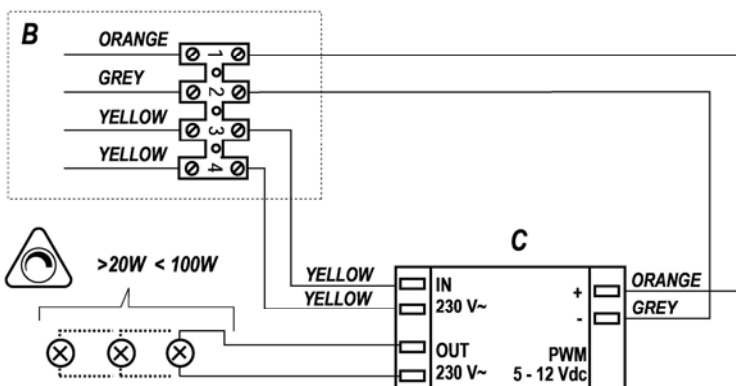 B
ORANGE
1
GREY
2
YELLOW
3
YELLOW
4
C
>20W < 100W
YELLOW
YELLOW
IN
230 V~
OUT
230 V~
+
-
PWM
5 - 12 Vdc
ORANGE
GREY